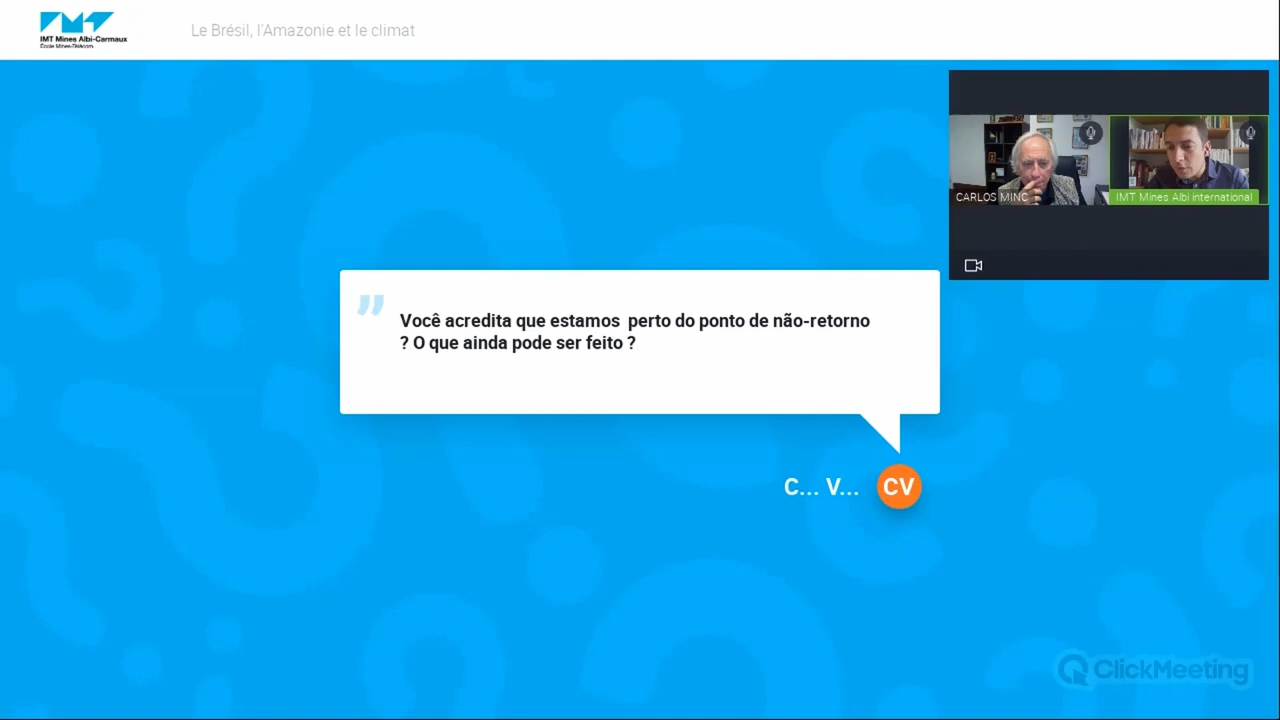 IMT Mines Albi-Carmaux
École Mines-Télécom
Le Brésil, l'Amazonie et le climat
CARLOS MINC
IMT Mines Albi international
Você acredita que estamos  perto do ponto de não-retorno
? O que ainda pode ser feito ?
C... V...
CV
ClickMeeting